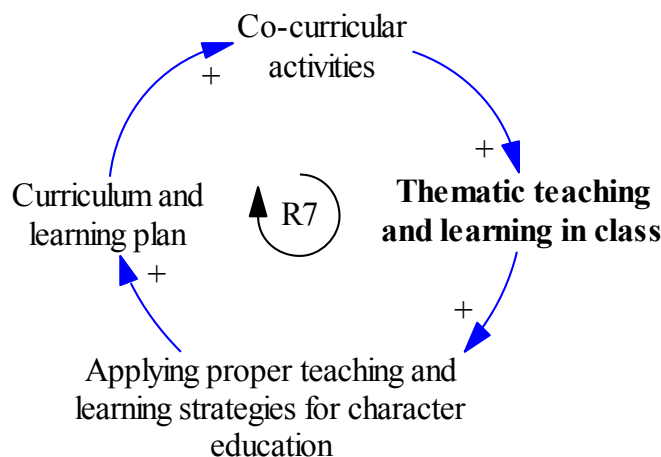 Co-curricular
activities
+
+
Curriculum and
learning plan
R7
Thematic teaching
and learning in class
+
+
Applying proper teaching and
learning strategies for character
education